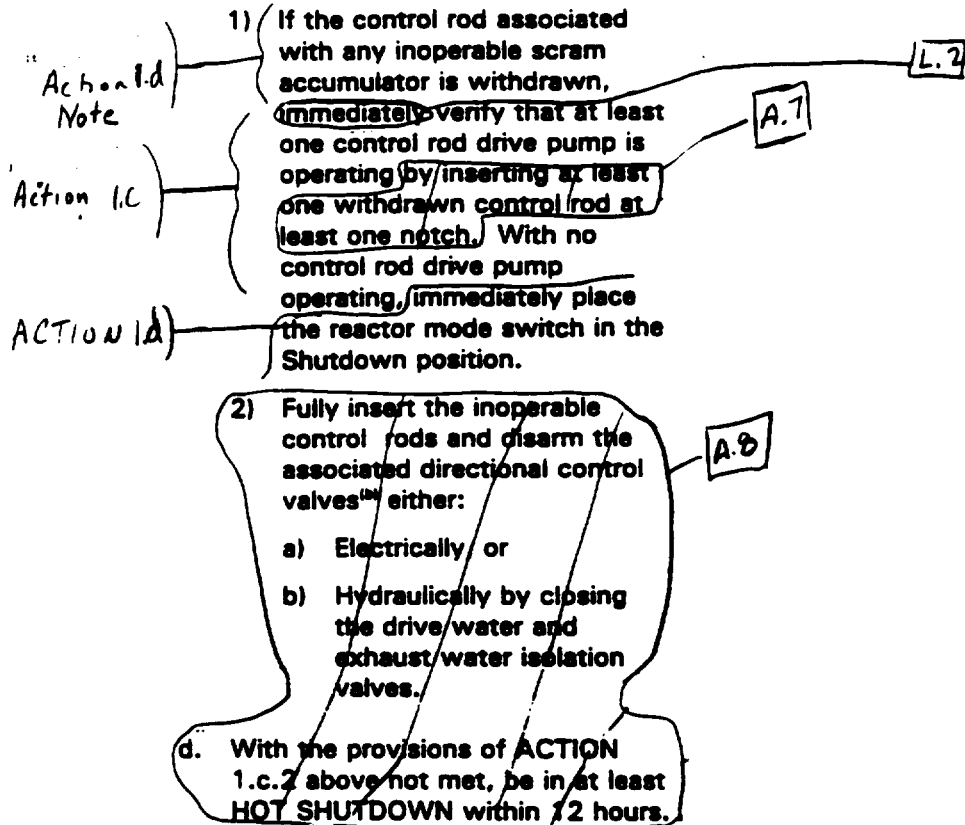 1) If the control rod associated
with any inoperable scram
accumulator is withdrawn,
immediately verify that at least
one control rod drive pump is
operating by inserting at least
one withdrawn control rod at
least one notch. With no
control rod drive pump
operating, immediately place
the reactor mode switch in the
Shutdown position.
Action 1.d
Note
L.2
A.7
Action 1.C
ACTION 1d
2) Fully insert the inoperable
control rods and disarm the
associated directional control
valves either:
a) Electrically, or
b) Hydraulically by closing
the drive water and
exhaust water isolation
valves.
A.8
d. With the provisions of ACTION
1.c.2 above not met, be in at least
HOT SHUTDOWN within 12 hours.